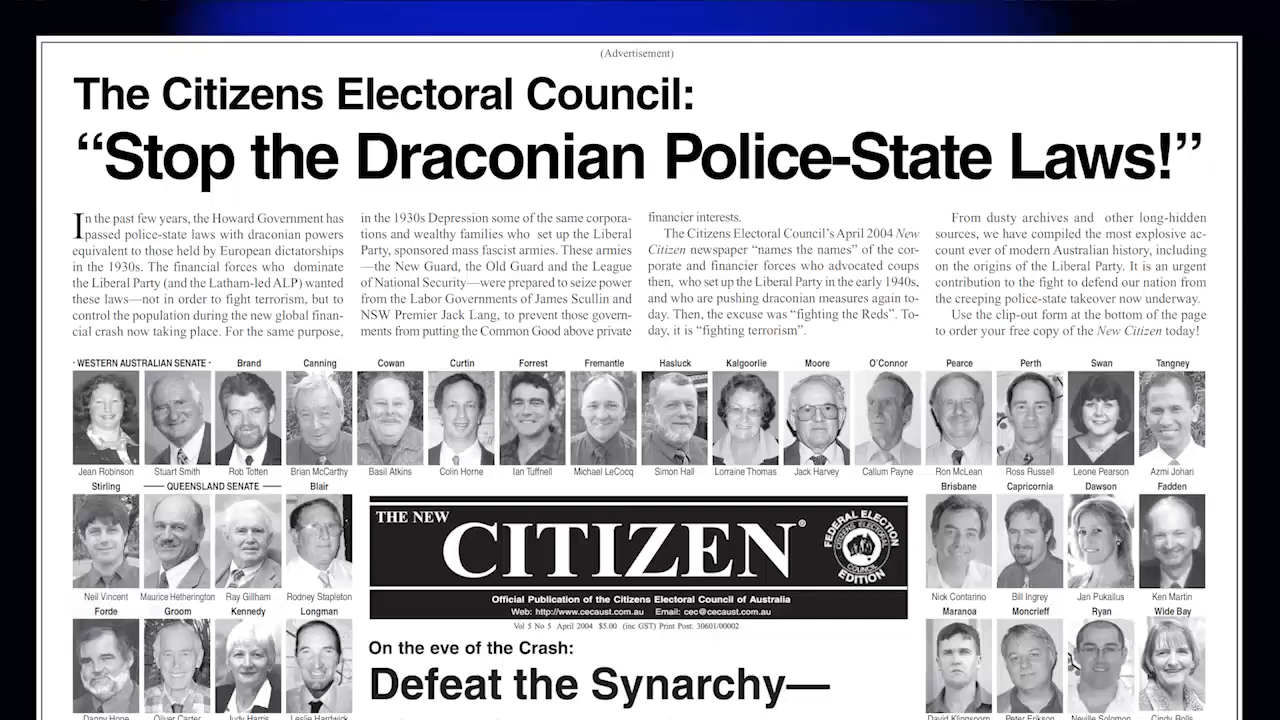 (Advertisement)
The Citizens Electoral Council:
“Stop the Draconian Police-State Laws!”
In the past few years, the Howard Government has
passed police-state laws with draconian powers
equivalent to those held by European dictatorships
in the 1930s. The financial forces who dominate
the Liberal Party (and the Latham-led ALP) wanted
these laws—not in order to fight terrorism, but to
control the population during the new global finan-
cial crash now taking place. For the same purpose,
in the 1930s Depression some of the same corpora-
tions and wealthy families who set up the Liberal
Party, sponsored mass fascist armies. These armies
—the New Guard, the Old Guard and the League
of National Security—were prepared to seize power
from the Labor Governments of James Scullin and
NSW Premier Jack Lang, to prevent those govern-
ments from putting the Common Good above private
financier interests.
The Citizens Electoral Council’s April 2004 New
Citizen newspaper “names the names” of the cor-
porate and financier forces who advocated coups
then, who set up the Liberal Party in the early 1940s,
and who are pushing draconian measures again to-
day. Then, the excuse was “fighting the Reds”. To-
day, it is “fighting terrorism”.
From dusty archives and other long-hidden
sources, we have compiled the most explosive ac-
count ever of modern Australian history, including
on the origins of the Liberal Party. It is an urgent
contribution to the fight to defend our nation from
the creeping police-state takeover now underway.
Use the clip-out form at the bottom of the page
to order your free copy of the New Citizen today!
- WESTERN AUSTRALIAN SENATE - Brand Canning Cowan Curtin Forrest Fremantle Hasluck Kalgoorlie Moore O’Connor Pearce Perth Swan Tangney
Jean Robinson Stuart Smith Rob Totten Brian McCarthy Basil Atkins Colin Horne Ian Tuffnell Michael LeCocq Simon Hall Lorraine Thomas Jack Harvey Callum Payne Ron McLean Ross Russell Leone Pearson Azmi Johari
Stirling —— QUEENSLAND SENATE —— Blair Brisbane Capricornia Dawson Fadden
THE NEW
CITIZEN®
FEDERAL ELECTION
CITIZENS ELECTORAL
COUNCIL
EDITION
Official Publication of the Citizens Electoral Council of Australia
Web: http://www.cecaust.com.au Email: cec@cecaust.com.au
Neil Vincent Maurice Hetherington Ray Gillham Rodney Stapleton Nick Contarino Bill Ingrey Jan Pukallus Ken Martin
Forde Groom Kennedy Longman Maranoa Moncrieff Ryan Wide Bay
Vol 5 No 5 April 2004 $5.00 (inc GST) Print Post: 30601/00002
On the eve of the Crash:
Defeat the Synarchy—
Danny Hope Oliver Carter Judy Harris Leslie Hardwick David Klingsporn Peter Erikson Neville Solomon Cindy Rolls